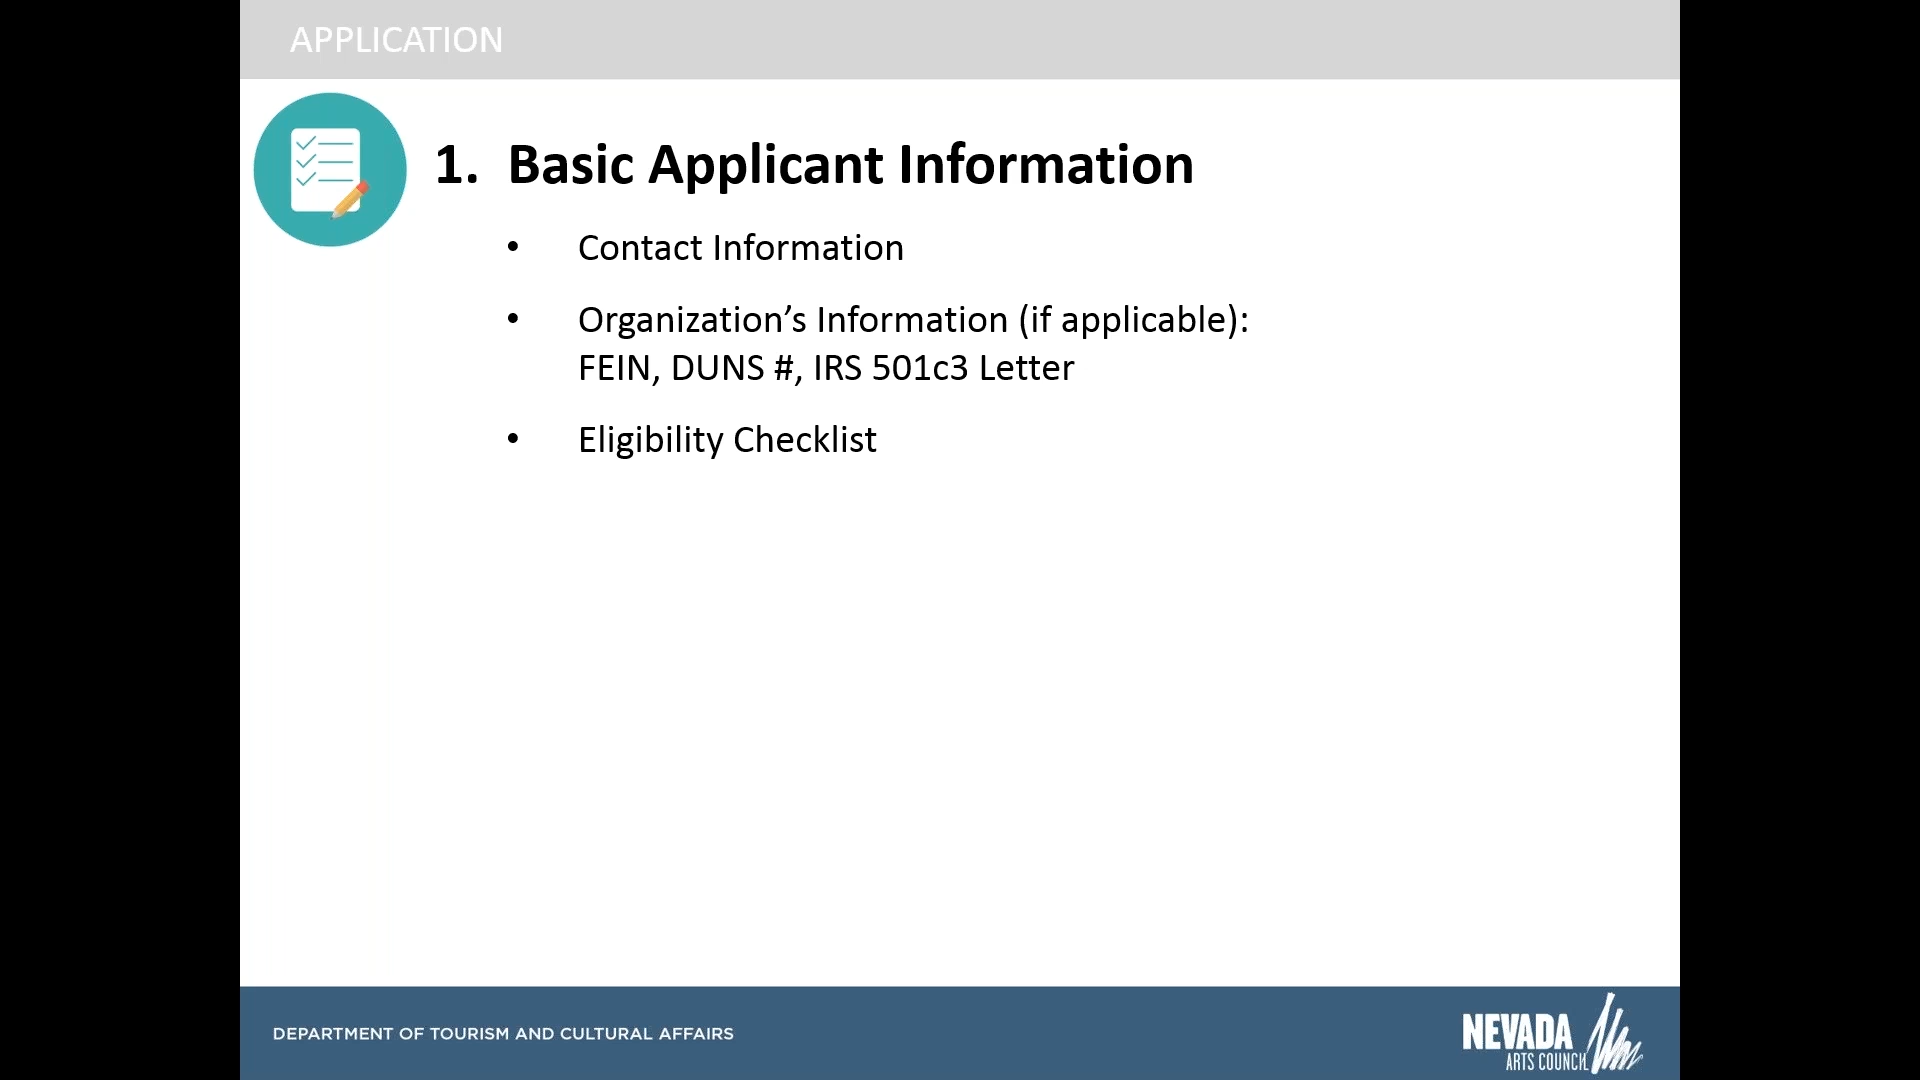 APPLICATION
1. Basic Applicant Information
• Contact Information
• Organization’s Information (if applicable):
FEIN, DUNS #, IRS 501c3 Letter
• Eligibility Checklist
DEPARTMENT OF TOURISM AND CULTURAL AFFAIRS
NEVADA
ARTS COUNCIL